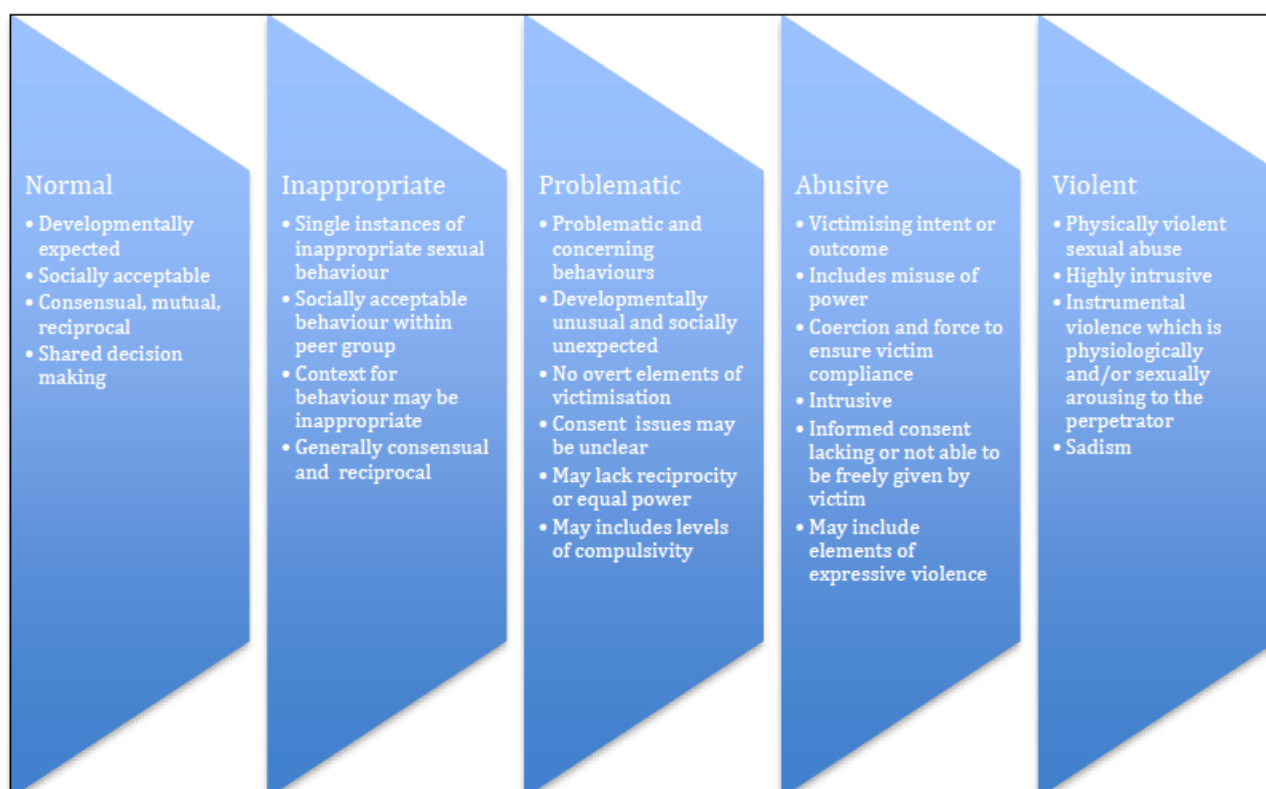 Normal
• Developmentally
expected
• Socially acceptable
• Consensual, mutual,
reciprocal
• Shared decision
making
Inappropriate
• Single instances of
inappropriate sexual
behaviour
• Socially acceptable
behaviour within
peer group
• Context for
behaviour may be
inappropriate
• Generally consensual
and reciprocal
Problematic
• Problematic and
concerning
behaviours
• Developmentally
unusual and socially
unexpected
• No overt elements of
victimisation
• Consent issues may
be unclear
• May lack reciprocity
or equal power
• May includes levels
of compulsivity
Abusive
• Victimising intent or
outcome
• Includes misuse of
power
• Coercion and force to
ensure victim
compliance
• Intrusive
• Informed consent
lacking or not able to
be freely given by
victim
• May include
elements of
expressive violence
Violent
• Physically violent
sexual abuse
• Highly intrusive
• Instrumental
violence which is
physiologically
and/or sexually
arousing to the
perpetrator
• Sadism